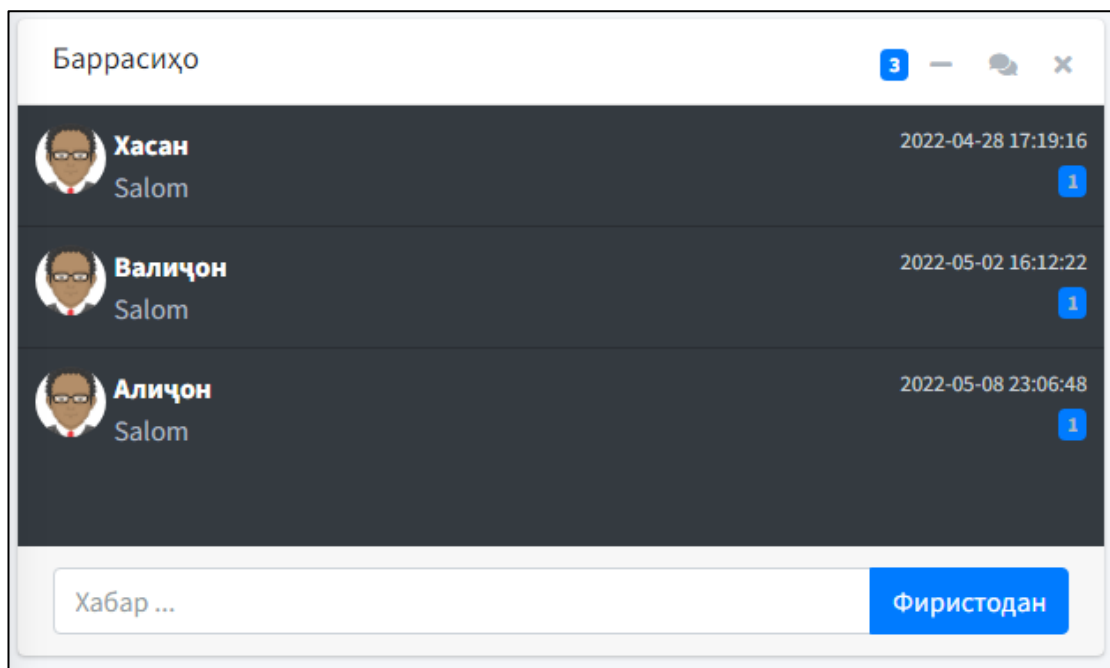 Баррасиҳо
3
Хасан
2022-04-28 17:19:16
Salom
1
Валиҷон
2022-05-02 16:12:22
Salom
1
Алиҷон
2022-05-08 23:06:48
Salom
1
Хабар ...
Фиристодан